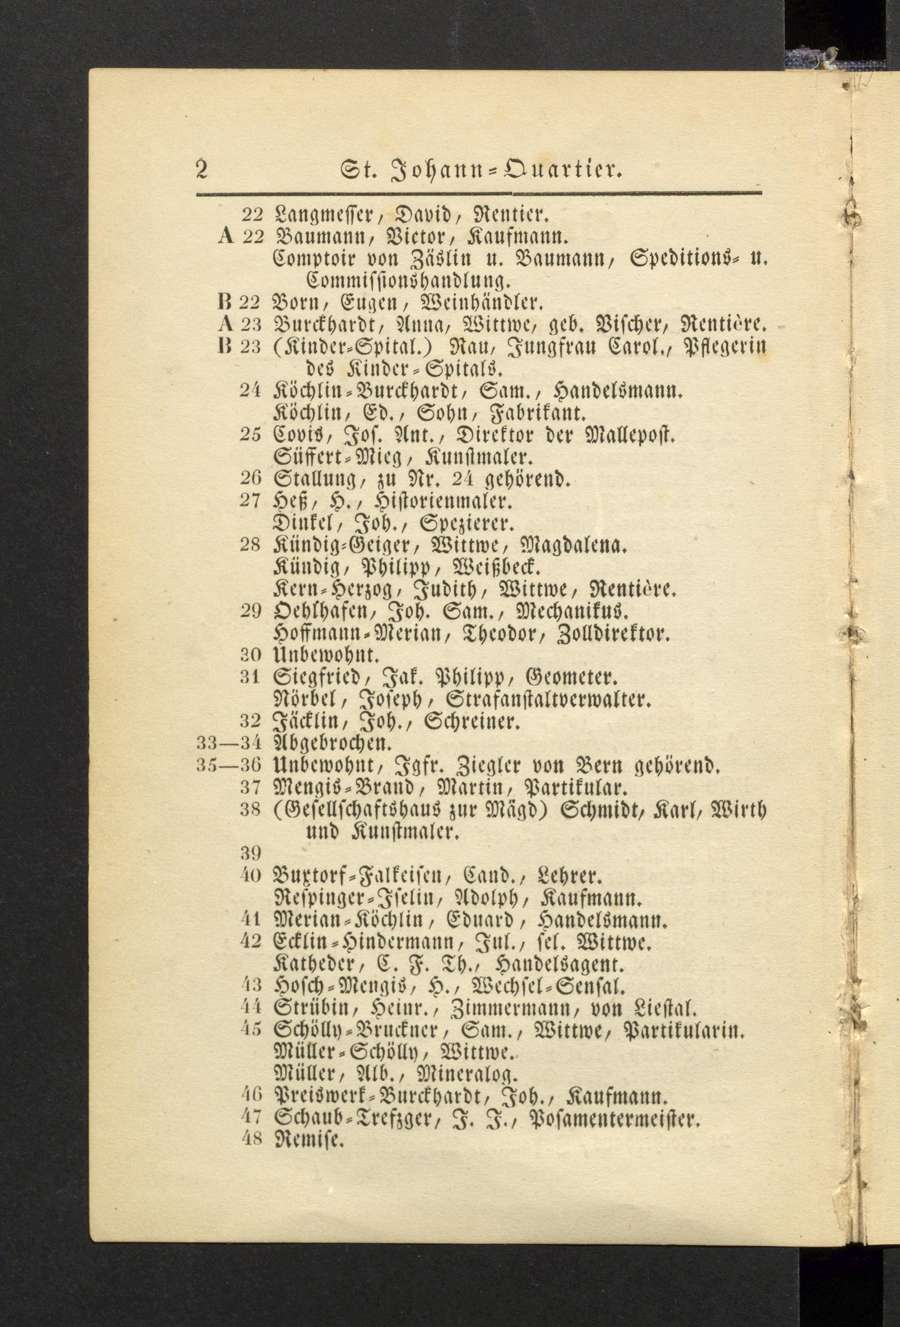 2 St. Johann-Quartier.
22 Langmesser, David, Rentier.
A 22 Baumann, Victor, Kaufmann.
Comptoir von Zäslin u. Baumann, Speditions- u.
Commissionshandlung.
B 22 Born, Eugen, Weinhändler.
A 23 Burckhardt, Anna, Wittwe, geb. Vischer, Rentière.
B 23 (Kinder-Spital.) Rau, Jungfrau Carol., Pflegerin
des Kinder-Spitals.
24 Köchlin-Burckhardt, Sam., Handelsmann.
Köchlin, Ed., Sohn, Fabrikant.
25 Covis, Jos. Ant., Direktor der Mallepost.
Süffert-Mieg, Kunstmaler.
26 Stallung, zu Nr. 24 gehörend.
27 Heß, H., Historienmaler.
Dinkel, Joh., Spezierer.
28 Kündig-Geiger, Wittwe, Magdalena.
Kündig, Philipp, Weißbeck.
Kern-Herzog, Judith, Wittwe, Rentière.
29 Oehlhafen, Joh. Sam., Mechanikus.
Hoffmann-Merian, Theodor, Zolldirektor.
30 Unbewohnt.
31 Siegfried, Jak. Philipp, Geometer.
Nörbel, Joseph, Strafanstaltverwalter.
32 Jäcklin, Joh., Schreiner.
33—34 Abgebrochen.
35—36 Unbewohnt, Jgfr. Ziegler von Bern gehörend.
37 Mengis-Brand, Martin, Partikular.
38 (Gesellschaftshaus zur Mägd) Schmidt, Karl, Wirth
und Kunstmaler.
39
40 Buxtorf-Falkeisen, Cand., Lehrer.
Respinger-Iselin, Adolph, Kaufmann.
41 Merian-Köchlin, Eduard, Handelsmann.
42 Ecklin-Hindermann, Jul., sel. Wittwe.
Katheder, C. F. Th., Handelsagent.
43 Hosch-Mengis, H., Wechsel-Sensal.
44 Strübin, Heinr., Zimmermann, von Liestal.
45 Schölly-Bruckner, Sam., Wittwe, Partikularin.
Müller-Schölly, Wittwe.
Müller, Alb., Mineralog.
46 Preiswerk-Burckhardt, Joh., Kaufmann.
47 Schaub-Trefzger, J. J., Posamentermeister.
48 Remise.